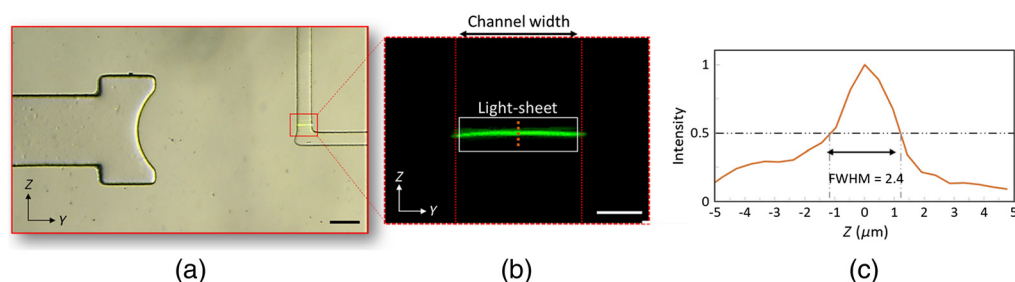 Channel width
Light-sheet
Z
Y
Z
Y
Intensity
1
0.5
0
FWHM = 2.4
-5 -4 -3 -2 -1 0 1 2 3 4 5
Z (μm)
(a) (b) (c)